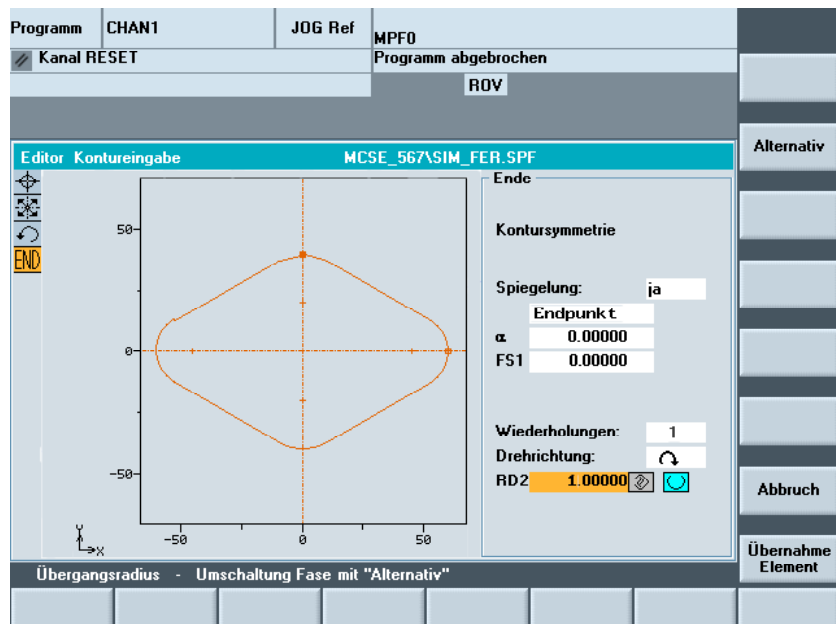 Programm CHAN1 JOG Ref MPF0
Kanal RESET Programm abgebrochen
ROV
Alternativ
Editor Kontureingabe MCSE_567\SIM_FER.SPF
Ende
50
Kontursymmetrie
END
Spiegelung: ja
Endpunkt
α 0.00000
0
FS1 0.00000
Wiederholungen: 1
Drehrichtung:
-50
RD2 1.00000
Abbruch
Y
X
-50 0 50
Übernahme
Element
Übergangsradius - Umschaltung Fase mit "Alternativ"